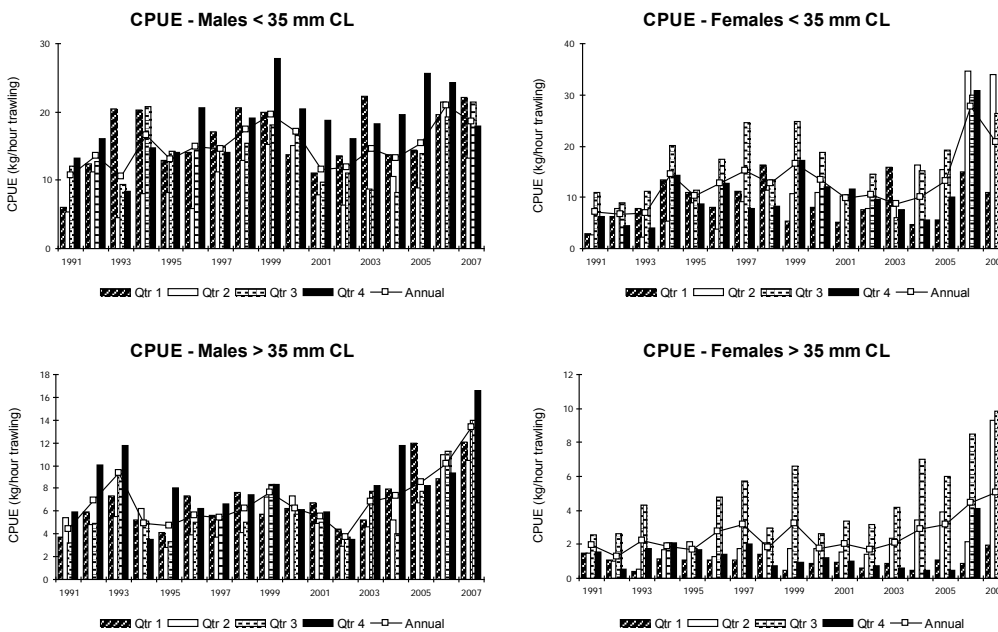 CPUE - Males < 35 mm CL
CPUE (kg/hour trawling)
30
20
10
0
1991 1993 1995 1997 1999 2001 2003 2005 2007
Qtr 1 Qtr 2 Qtr 3 Qtr 4 Annual
CPUE - Females < 35 mm CL
CPUE (kg/hour trawling)
40
30
20
10
0
1991 1993 1995 1997 1999 2001 2003 2005 200
Qtr 1 Qtr 2 Qtr 3 Qtr 4 Annual
CPUE - Males > 35 mm CL
CPUE (kg/hour trawling)
18
16
14
12
10
8
6
4
2
0
1991 1993 1995 1997 1999 2001 2003 2005 2007
Qtr 1 Qtr 2 Qtr 3 Qtr 4 Annual
CPUE - Females > 35 mm CL
CPUE (kg/hour trawling)
12
10
8
6
4
2
0
1991 1993 1995 1997 1999 2001 2003 2005 200
Qtr 1 Qtr 2 Qtr 3 Qtr 4 Annual